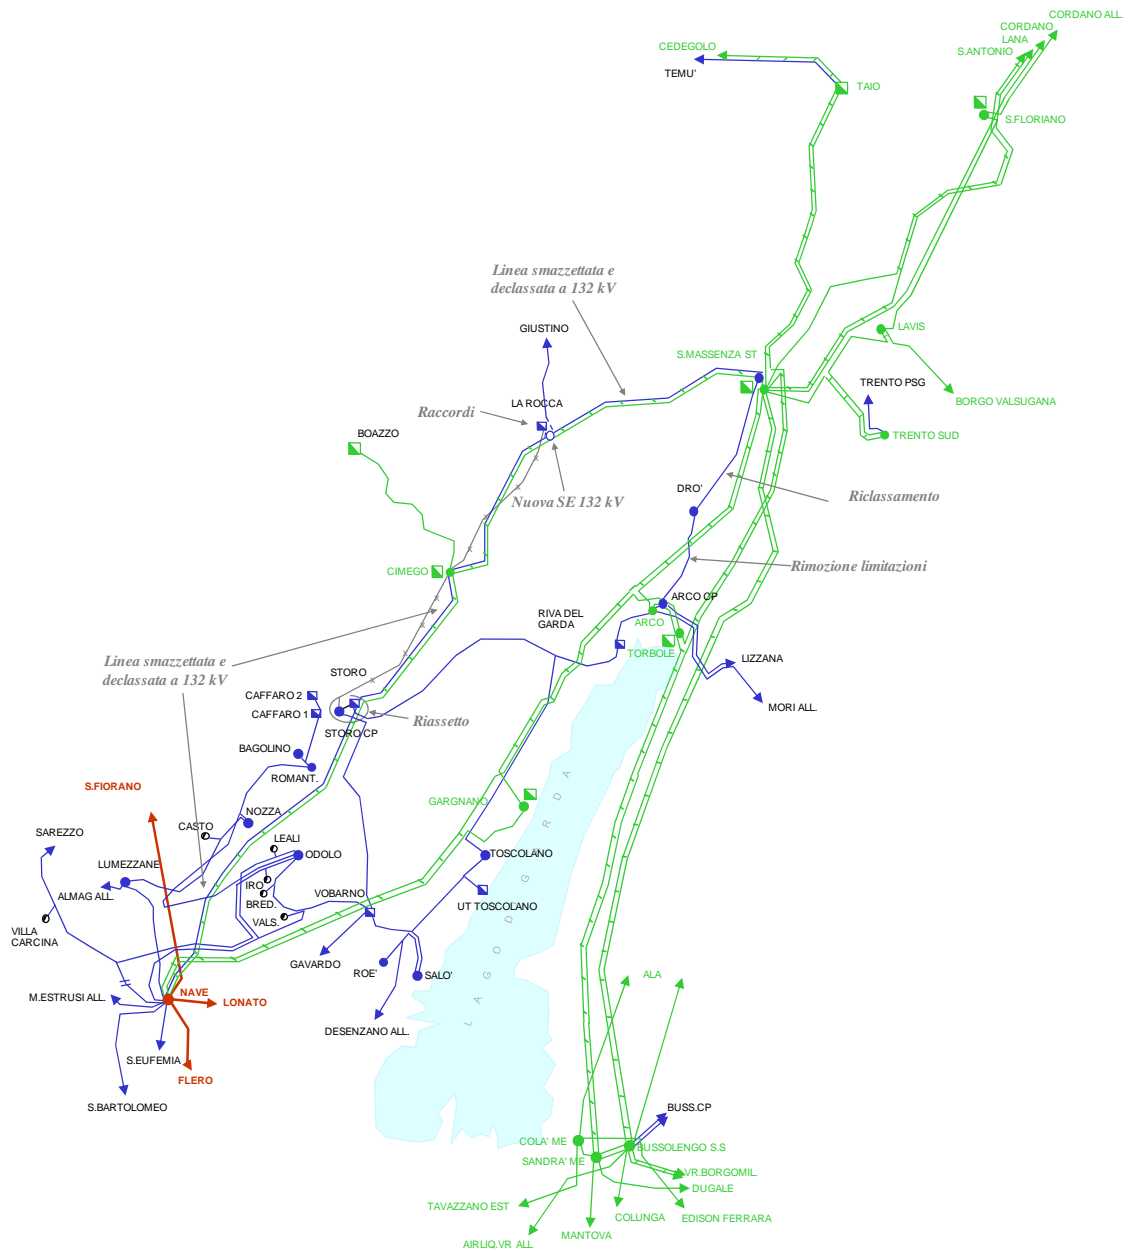 CORDANO ALL.
CORDANO
LANA
S.ANTONIO
CEDEGOLO
TEMU'
TAIO
S.FLORIANO
Linea smazzettata e
declassata a 132 kV
GIUSTINO
LAVIS
S.MASSENZA ST
TRENTO PSG
BORGO VALSUGANA
LA ROCCA
Raccordi
BOAZZO
TRENTO SUD
DRO'
Riclassamento
Nuova SE 132 kV
CIMEGO
Rimozione limitazioni
ARCO CP
RIVA DEL
GARDA
ARCO
TORBOLE
LIZZANA
Linea smazzettata e
declassata a 132 kV
STORO
CAFFARO 2
CAFFARO 1
MORI ALL.
Riassetto
STORO CP
BAGOLINO
ROMANT.
S.FIORANO
GARGNANO
NOZZA
CASTO
SAREZZO
LEALI
ODOLO
TOSCOLANO
LUMEZZANE
IRO
ALMAG ALL.
BRED.
VOBARNO
UT TOSCOLANO
VALS.
VILLA
CARCINA
GAVARDO
ROE'
SALO'
LAGO DI GARDA
ALA
NAVE
LONATO
M.ESTRUSI ALL.
DESENZANO ALL.
S.EUFEMIA
FLERO
S.BARTOLOMEO
BUSS.CP
COLA' ME
BUSSOLENGO S.S
SANDRA' ME
VR.BORGOMIL.
DUGALE
TAVAZZANO EST
COLUNGA
EDISON FERRARA
MANTOVA
AIRLIQ.VR ALL